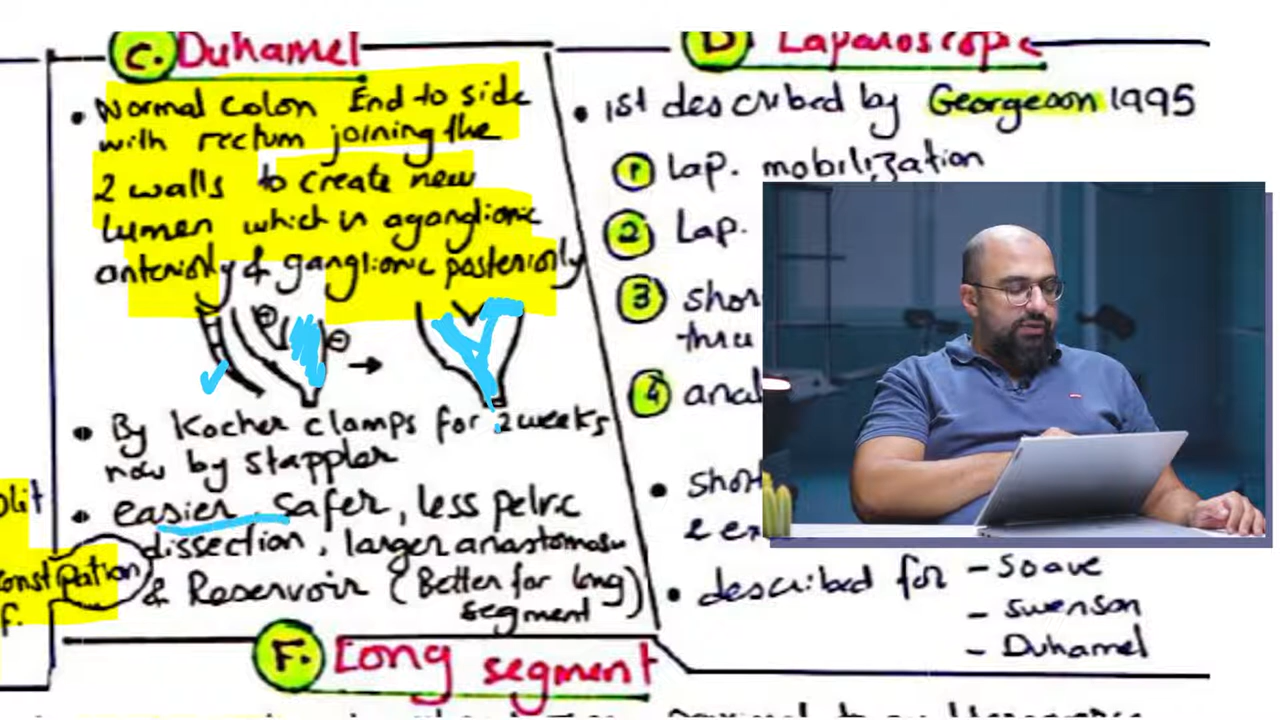 C. Duhamel
• Normal Colon End to side
with rectum joining the
2 walls to create new
lumen which is aganglionic
anteriorly & ganglionic posteriorly
⊕
⊖
→
• By Kocher clamps for 2 weeks
now by stappler
• easier, safer, less pelvic
dissection, larger anastomosis
& Reservoir (Better for long
segment)
D. Laparoscopic
• 1st described by Georgeson 1995
1 Lap. mobilization
2 Lap.
3
4
•
• described for - Soave
- Swenson
- Duhamel
constipation
f.
F. Long segment